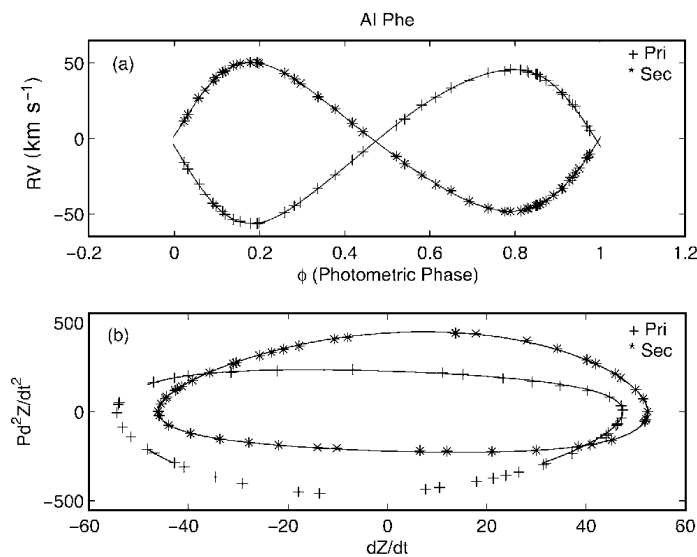 AI Phe
50
0
−50
RV (km s⁻¹)
(a)
+ Pri
* Sec
−0.2 0 0.2 0.4 0.6 0.8 1 1.2
ϕ (Photometric Phase)
500
0
−500
Pd²Z/dt²
(b)
+ Pri
* Sec
−60 −40 −20 0 20 40 60
dZ/dt